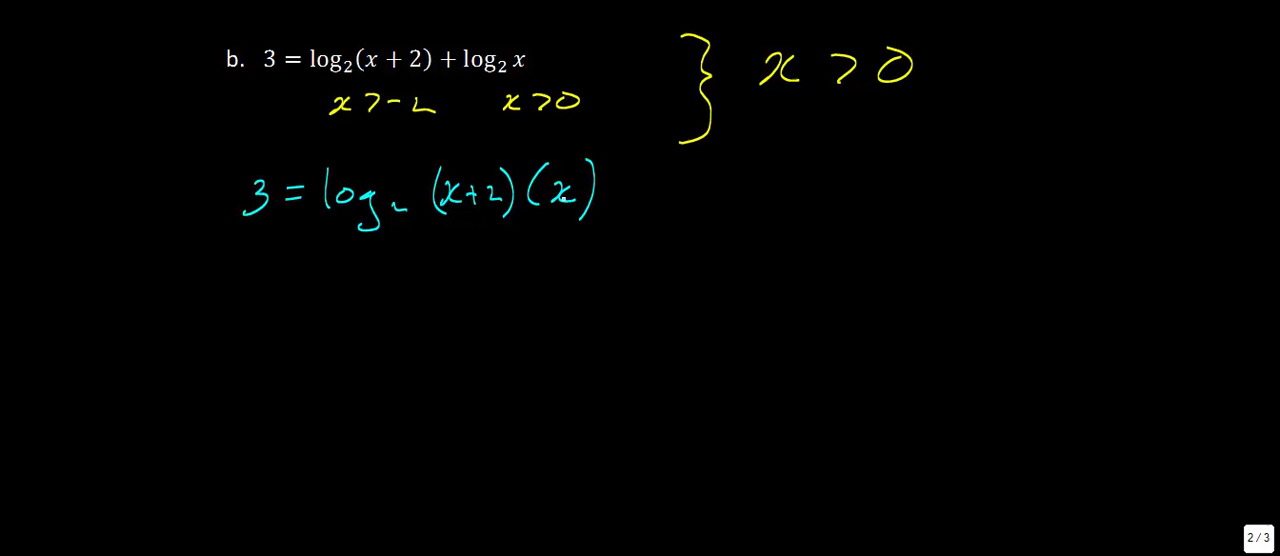 b. 3 = log₂(x + 2) + log₂ x
x > -2 x > 0 } x > 0
3 = log₂ (x+2)(x)
2 / 3